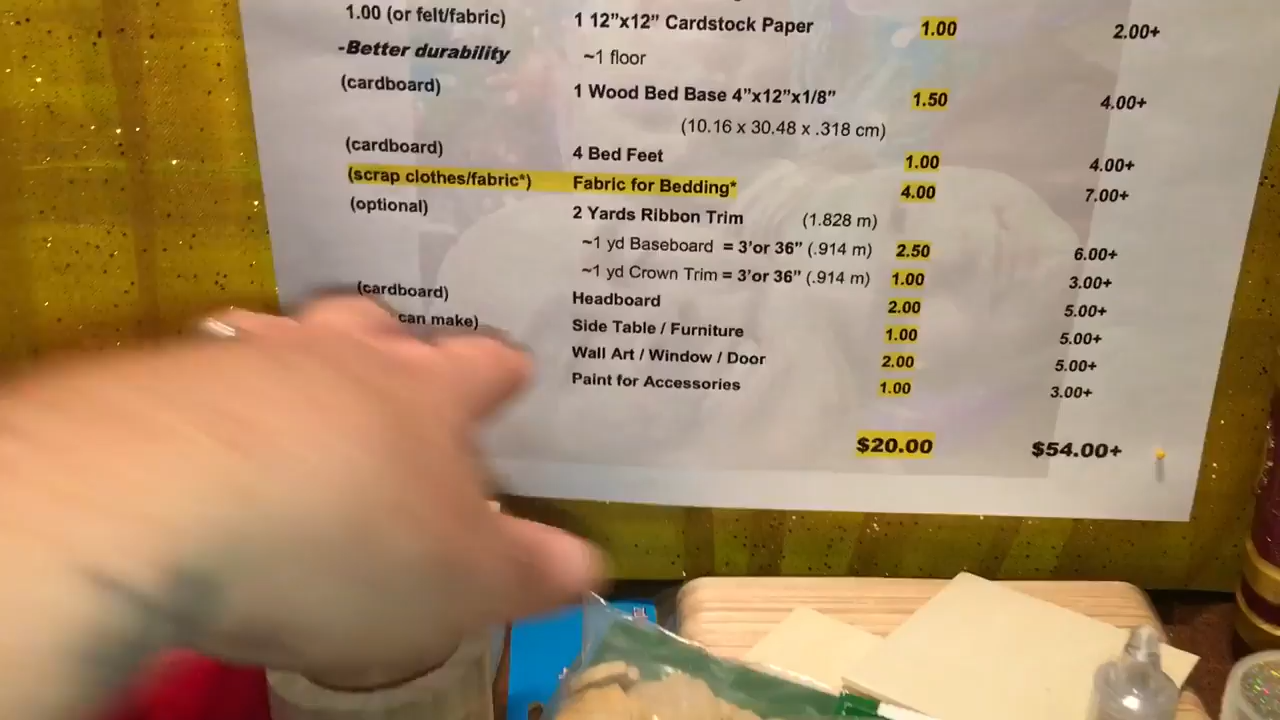 1.00 (or felt/fabric) 1 12”x12” Cardstock Paper 1.00 2.00+
-Better durability ~1 floor
(cardboard) 1 Wood Bed Base 4”x12”x1/8” 1.50 4.00+
(10.16 x 30.48 x .318 cm)
(cardboard) 4 Bed Feet 1.00 4.00+
(scrap clothes/fabric*) Fabric for Bedding* 4.00 7.00+
(optional) 2 Yards Ribbon Trim (1.828 m)
~1 yd Baseboard = 3’or 36” (.914 m) 2.50 6.00+
~1 yd Crown Trim = 3’or 36” (.914 m) 1.00 3.00+
(cardboard) Headboard 2.00 5.00+
can make) Side Table / Furniture 1.00 5.00+
Wall Art / Window / Door 2.00 5.00+
Paint for Accessories 1.00 3.00+
$20.00 $54.00+